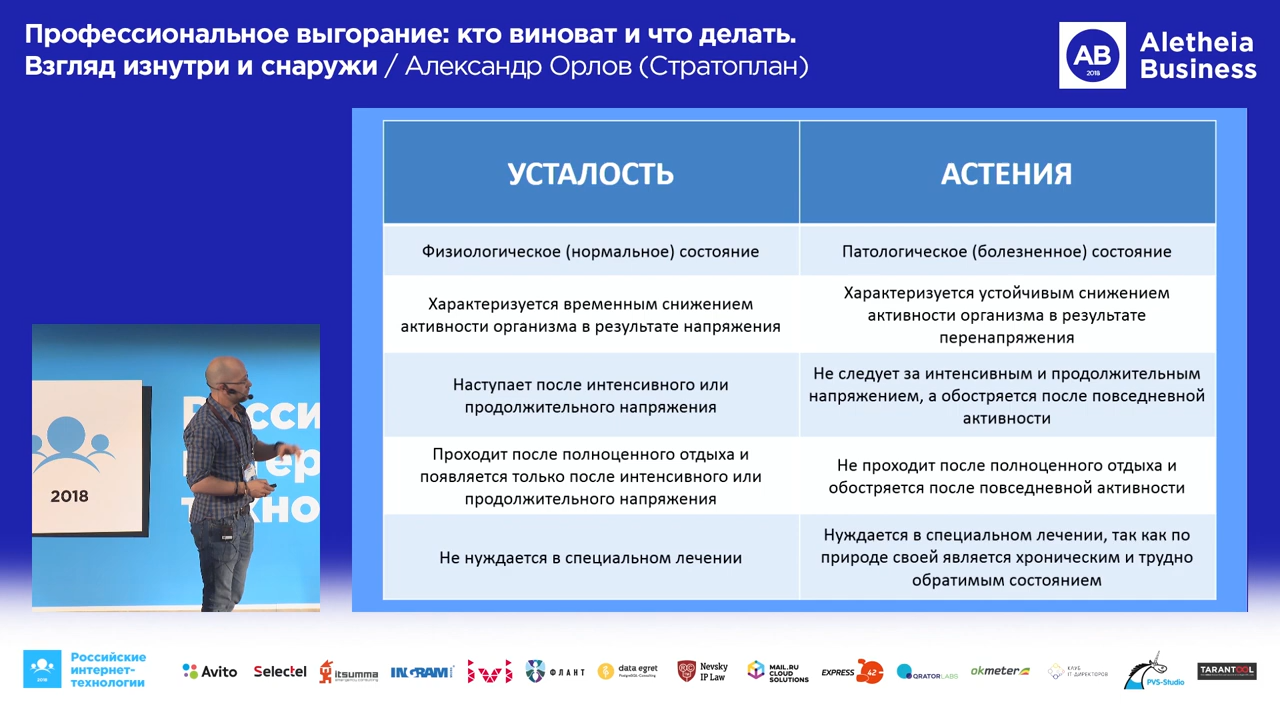 Профессиональное выгорание: кто виноват и что делать.
Взгляд изнутри и снаружи / Александр Орлов (Стратоплан)
AB
2018
Aletheia
Business
УСТАЛОСТЬ
АСТЕНИЯ
Физиологическое (нормальное) состояние
Патологическое (болезненное) состояние
Характеризуется временным снижением
активности организма в результате напряжения
Характеризуется устойчивым снижением
активности организма в результате
перенапряжения
Наступает после интенсивного или
продолжительного напряжения
Не следует за интенсивным и продолжительным
напряжением, а обостряется после повседневной
активности
Проходит после полноценного отдыха и
появляется только после интенсивного или
продолжительного напряжения
Не проходит после полноценного отдыха и
обостряется после повседневной активности
Не нуждается в специальном лечении
Нуждается в специальном лечении, так как по
природе своей является хроническим и трудно
обратимым состоянием
2018
Российские
интернет-
технологии
Avito
Selectel
itsumma
INGRAM
ФЛАНТ
data egret
Nevsky
IP Law
MAIL.RU
CLOUD
SOLUTIONS
EXPRESS 42
QRATOR LABS
okmeter
КЛУБ
IT ДИРЕКТОРОВ
PVS-Studio
TARANTOOL